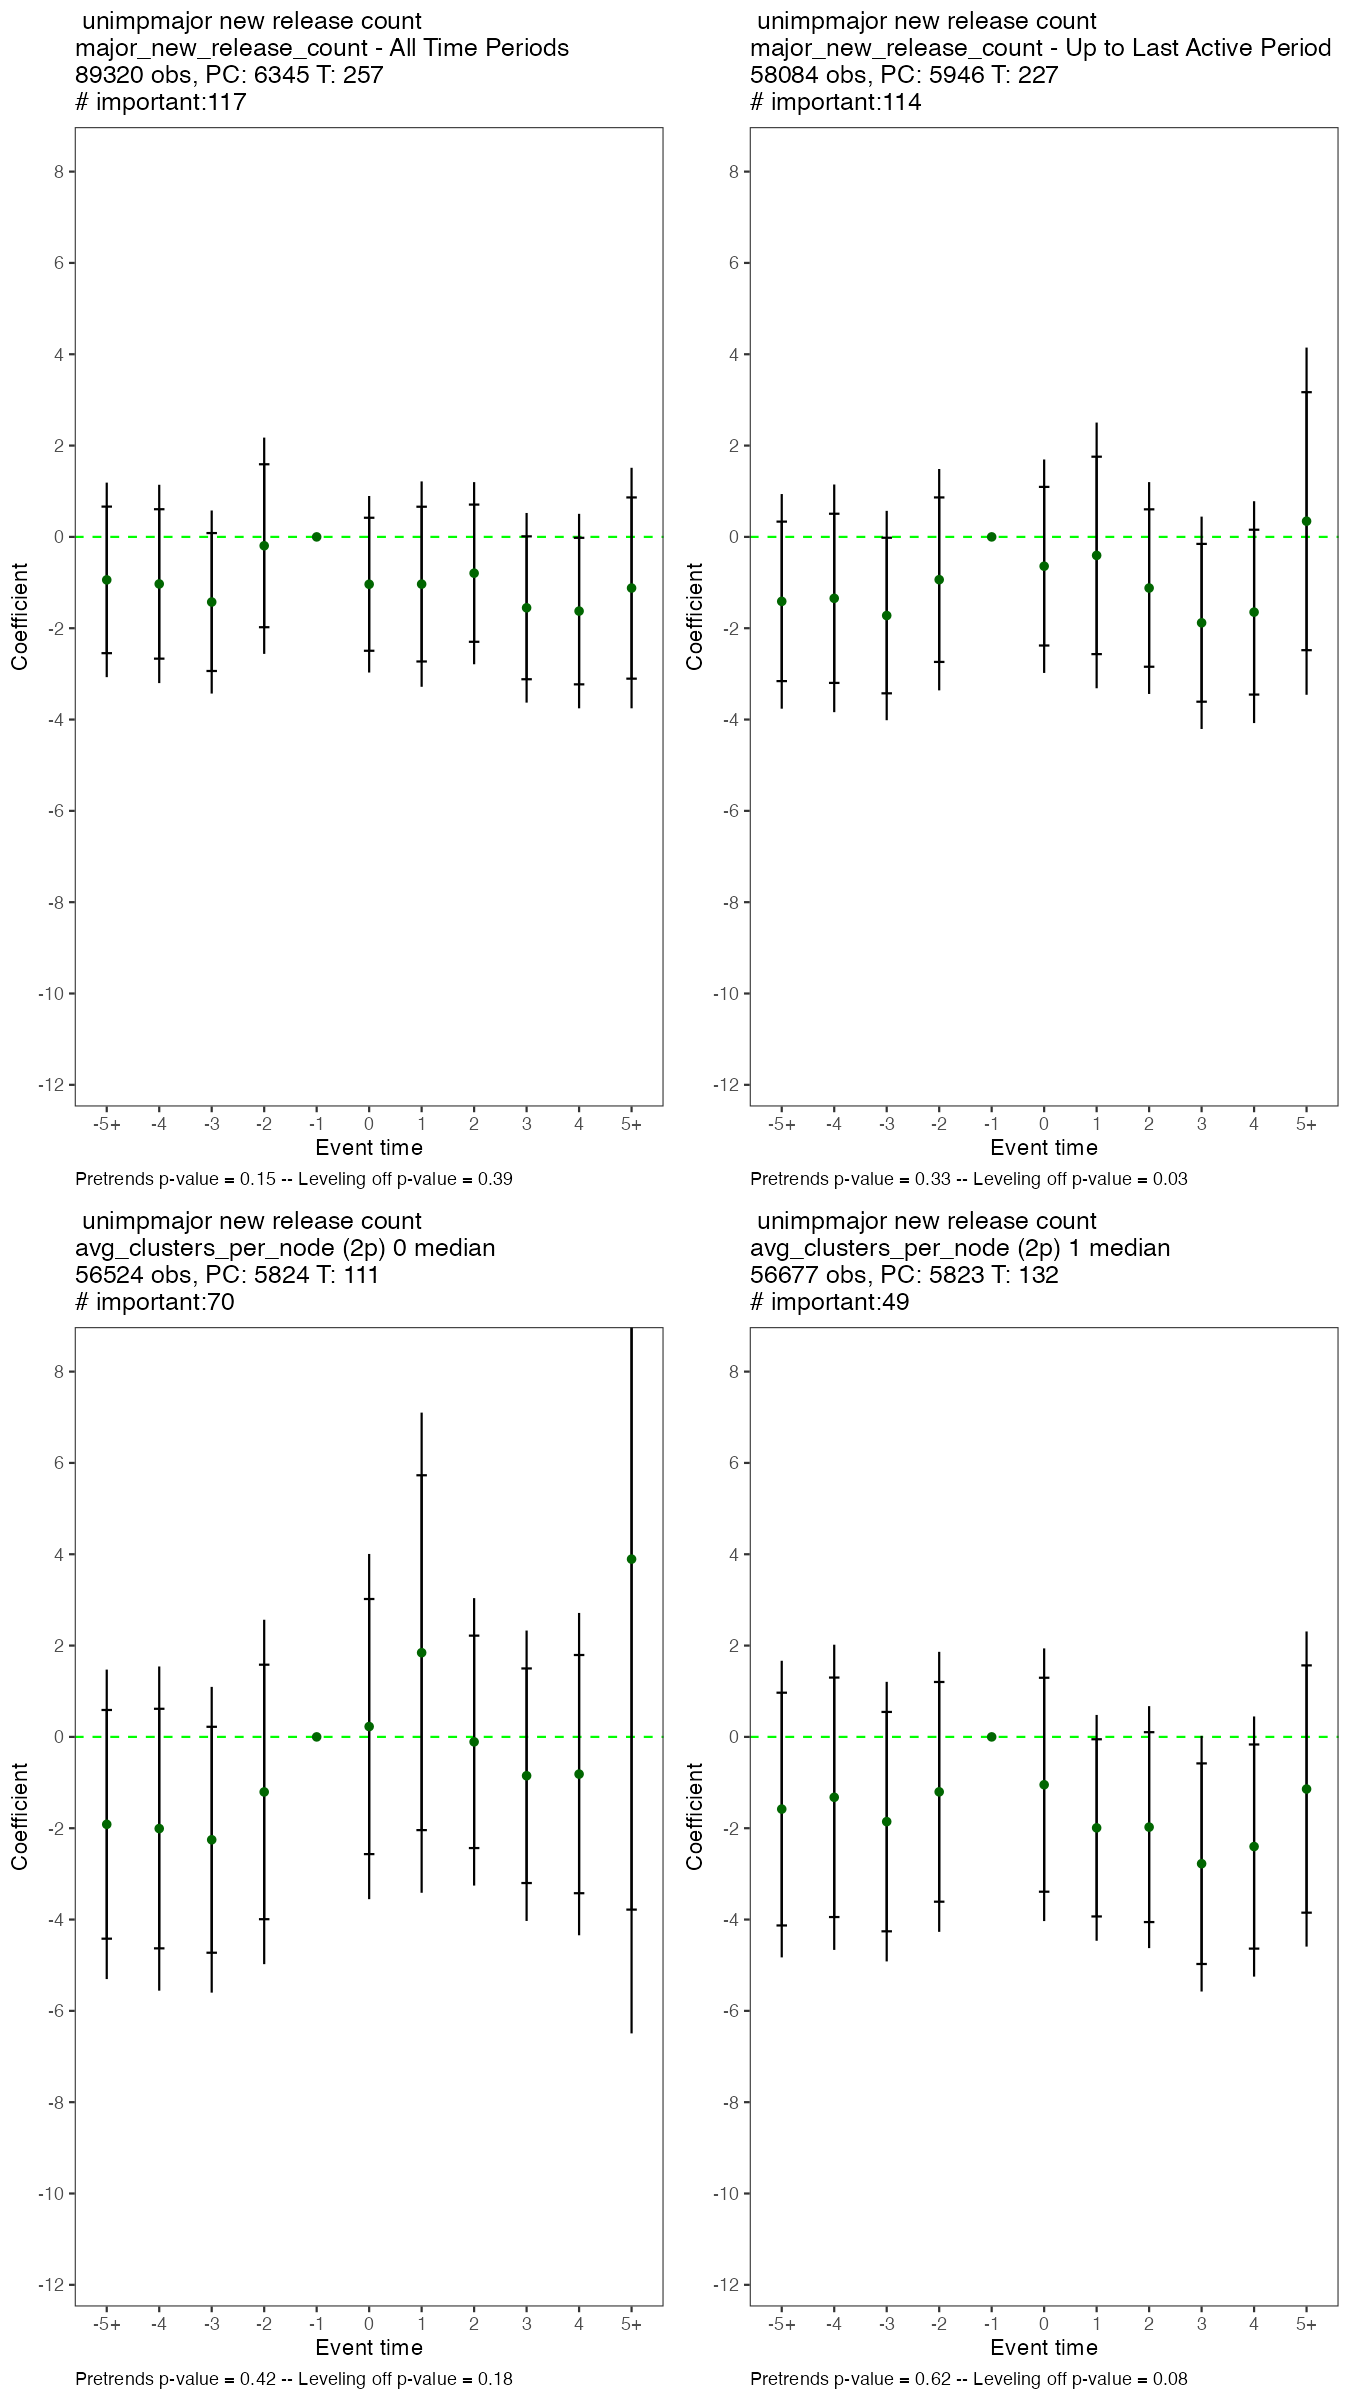 unimpmajor new release count
major_new_release_count - All Time Periods
89320 obs, PC: 6345 T: 257
# important:117
8
6
4
2
0
-2
-4
-6
-8
-10
-12
Coefficient
-5+ -4 -3 -2 -1 0 1 2 3 4 5+
Event time
Pretrends p-value = 0.15 -- Leveling off p-value = 0.39
unimpmajor new release count
major_new_release_count - Up to Last Active Period
58084 obs, PC: 5946 T: 227
# important:114
8
6
4
2
0
-2
-4
-6
-8
-10
-12
Coefficient
-5+ -4 -3 -2 -1 0 1 2 3 4 5+
Event time
Pretrends p-value = 0.33 -- Leveling off p-value = 0.03
unimpmajor new release count
avg_clusters_per_node (2p) 0 median
56524 obs, PC: 5824 T: 111
# important:70
8
6
4
2
0
-2
-4
-6
-8
-10
-12
Coefficient
-5+ -4 -3 -2 -1 0 1 2 3 4 5+
Event time
Pretrends p-value = 0.42 -- Leveling off p-value = 0.18
unimpmajor new release count
avg_clusters_per_node (2p) 1 median
56677 obs, PC: 5823 T: 132
# important:49
8
6
4
2
0
-2
-4
-6
-8
-10
-12
Coefficient
-5+ -4 -3 -2 -1 0 1 2 3 4 5+
Event time
Pretrends p-value = 0.62 -- Leveling off p-value = 0.08